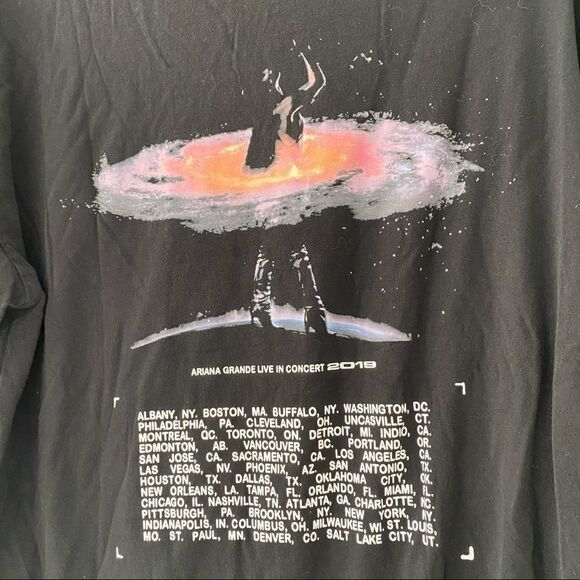 ARIANA GRANDE LIVE IN CONCERT 2019
ALBANY, NY. BOSTON, MA. BUFFALO, NY. WASHINGTON, DC.
PHILADELPHIA, PA. CLEVELAND, OH. UNCASVILLE, CT.
MONTREAL, QC. TORONTO, ON. DETROIT, MI. INDIO, CA.
EDMONTON, AB. VANCOUVER, BC. PORTLAND, OR.
SAN JOSE, CA. SACRAMENTO, CA. LOS ANGELES, CA.
LAS VEGAS, NV. PHOENIX, AZ. SAN ANTONIO, TX.
HOUSTON, TX. DALLAS, TX. OKLAHOMA CITY, OK.
NEW ORLEANS, LA. TAMPA, FL. ORLANDO, FL. MIAMI, FL.
CHICAGO, IL. NASHVILLE, TN. ATLANTA, GA. CHARLOTTE, NC.
PITTSBURGH, PA. BROOKLYN, NY. NEW YORK, NY.
INDIANAPOLIS, IN. COLUMBUS, OH. MILWAUKEE, WI. ST. LOUIS,
MO. ST. PAUL, MN. DENVER, CO. SALT LAKE CITY, UT.